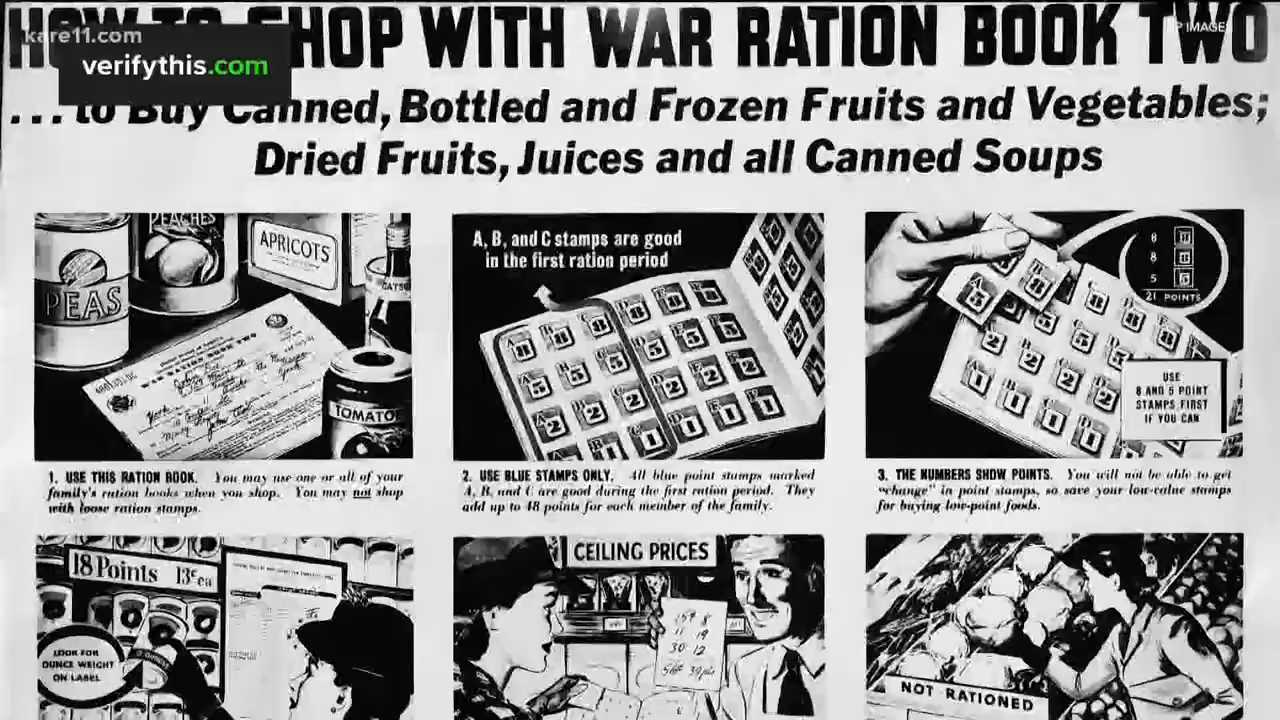 HOW TO SHOP WITH WAR RATION BOOK TWO
kare11.com
verifythis.com
AP IMAGES
... to Buy Canned, Bottled and Frozen Fruits and Vegetables;
Dried Fruits, Juices and all Canned Soups
PEACHES
APRICOTS
PEAS
TOMATO
A, B, and C stamps are good
in the first ration period
8
8
5
21 POINTS
USE
8 AND 5 POINT
STAMPS FIRST
IF YOU CAN
1. USE THIS RATION BOOK. You may use one or all of your
family's ration books when you shop. You may not shop
with loose ration stamps.
2. USE BLUE STAMPS ONLY. All blue point stamps marked
A, B, and C are good during the first ration period. They
add up to 48 points for each member of the family.
3. THE NUMBERS SHOW POINTS. You will not be able to get
"change" in point stamps, so save your low-value stamps
for buying low-point foods.
18 Points 13¢ ea
LOOK FOR
OUNCE WEIGHT
ON LABEL
CEILING PRICES
NOT RATIONED